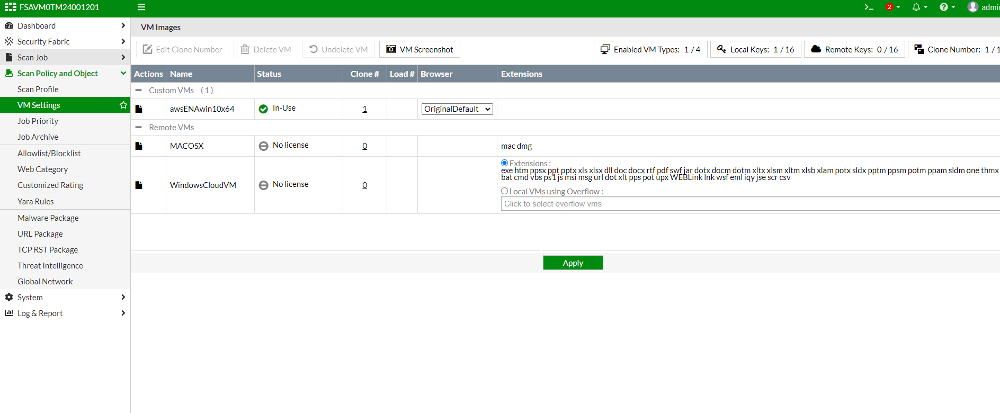 FSAVM0TM24001201
2
admin
Dashboard
Security Fabric
Scan Job
Scan Policy and Object
Scan Profile
VM Settings
Job Priority
Job Archive
Allowlist/Blocklist
Web Category
Customized Rating
Yara Rules
Malware Package
URL Package
TCP RST Package
Threat Intelligence
Global Network
System
Log & Report
VM Images
Edit Clone Number
Delete VM
Undelete VM
VM Screenshot
Enabled VM Types: 1 / 4
Local Keys: 1 / 16
Remote Keys: 0 / 16
Clone Number: 1 / 1
Actions Name Status Clone # Load # Browser Extensions
Custom VMs ( 1 )
awsENAwin10x64 In-Use 1 OriginalDefault
Remote VMs
MACOSX No license 0 mac dmg
WindowsCloudVM No license 0
Extensions :
exe htm ppsx ppt pptx xls xlsx dll doc docx rtf pdf swf jar dotx docm dotm xltx xlsm xltm xlsb xlam potx sldx pptm ppsm potm ppam sldm one thmx
bat cmd vbs ps1 js msi msg url dot xlt pps pot upx WEBLink lnk wsf eml iqy jse scr csv
Local VMs using Overflow :
Click to select overflow vms
Apply